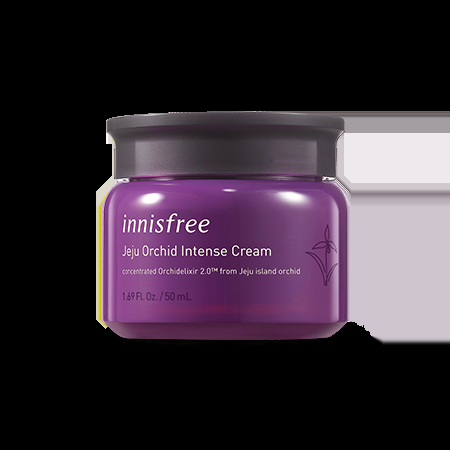 innisfree
Jeju Orchid Intense Cream
concentrated Orchidelixir 2.0™ from Jeju island orchid
1.69 FL.Oz. / 50 mL